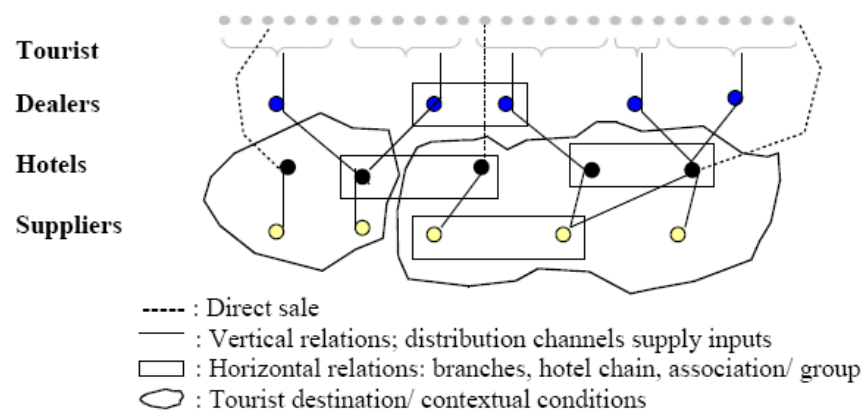 Tourist
Dealers
Hotels
Suppliers
: Direct sale
: Vertical relations; distribution channels supply inputs
: Horizontal relations: branches, hotel chain, association/ group
: Tourist destination/ contextual conditions